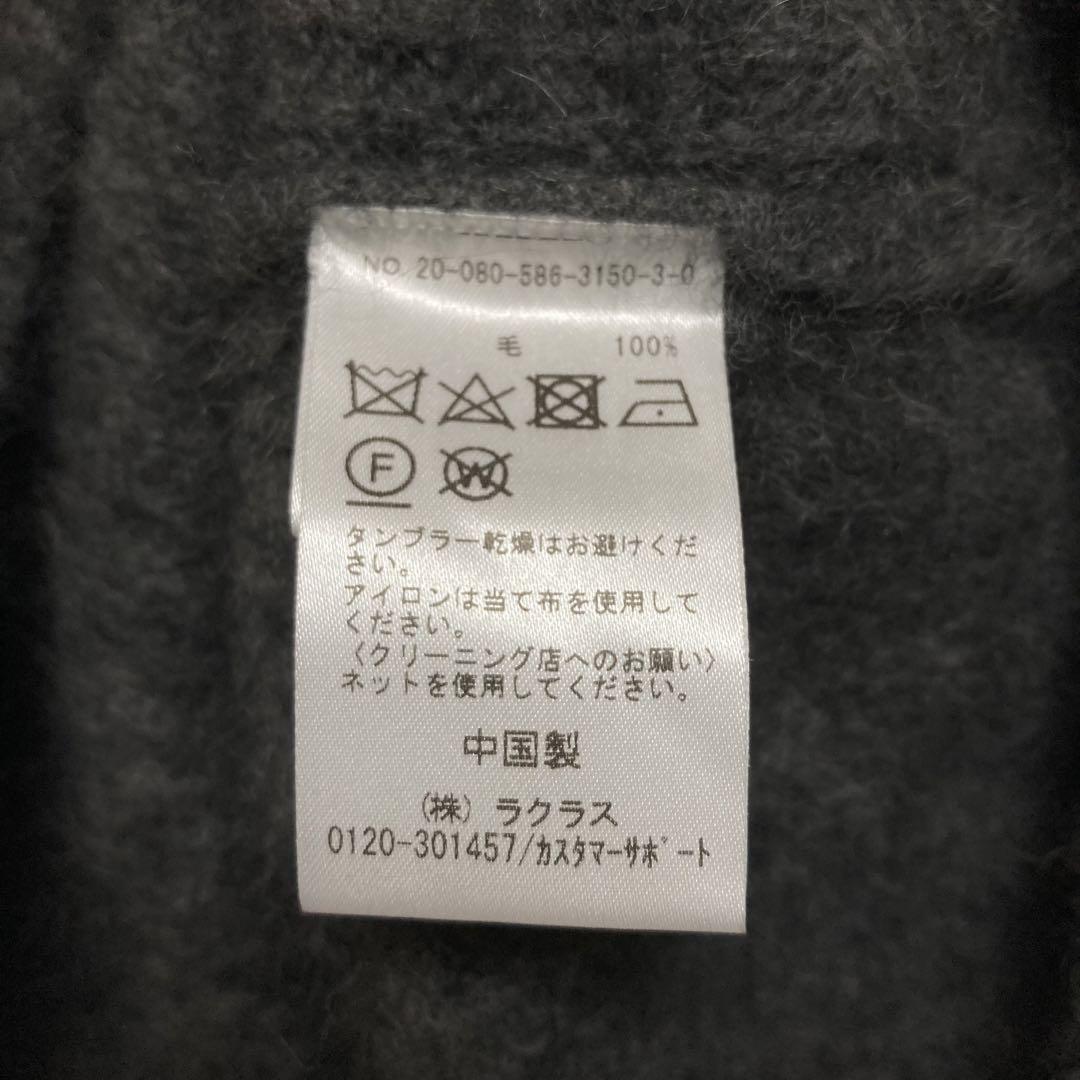 NO. 20-080-586-3150-3-0
毛 100%
F
W
タンブラー乾燥はお避けくだ
さい。
アイロンは当て布を使用して
ください。
〈クリーニング店へのお願い〉
ネットを使用してください。
中国製
(株) ラクラス
0120-301457/カスタマーサポート